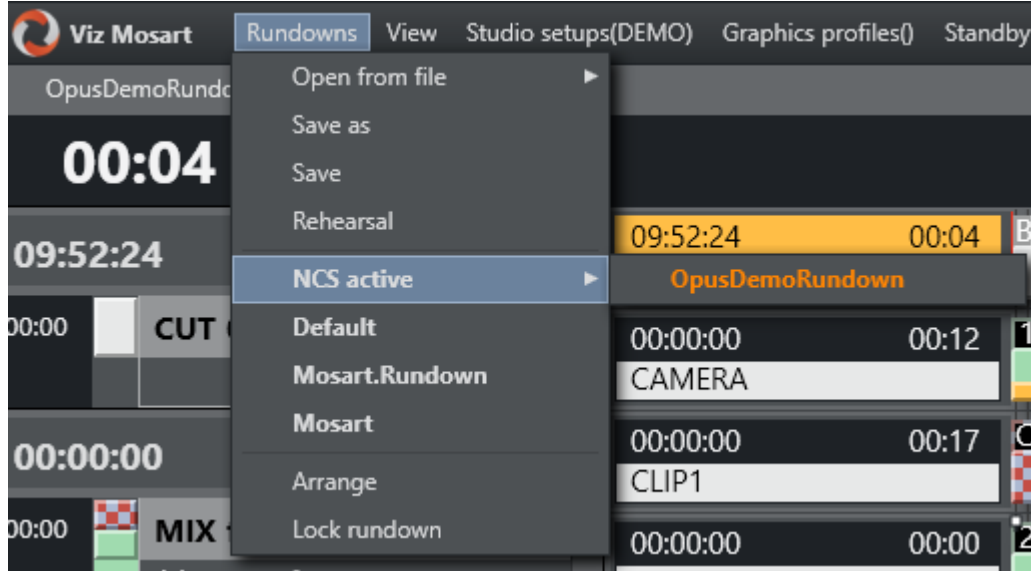 Viz Mosart Rundowns View Studio setups(DEMO) Graphics profiles() Standby
OpusDemoRundo
Open from file
Save as
00:04
Save
Rehearsal
09:52:24
09:52:24 00:04
NCS active
OpusDemoRundown
00:00
CUT
Default
00:00:00 00:12
Mosart.Rundown
CAMERA
Mosart
00:00:00
00:00:00 00:17
Arrange
CLIP1
00:00
MIX
Lock rundown
00:00:00 00:00